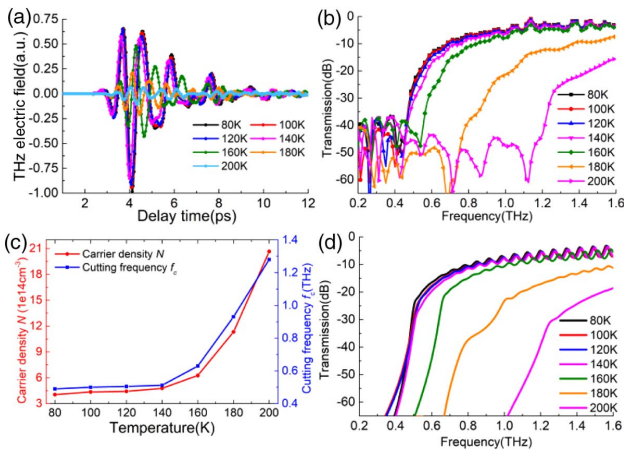 (a)
THz electric field(a.u.)
0.75
0.50
0.25
0.00
-0.25
-0.50
-0.75
-1.00
80K 100K
120K 140K
160K 180K
200K
2 4 6 8 10 12
Delay time(ps)
(b)
Transmission(dB)
0
-10
-20
-30
-40
-50
-60
80K
100K
120K
140K
160K
180K
200K
0.2 0.4 0.6 0.8 1.0 1.2 1.4 1.6
Frequency(THz)
(c)
Carrier density N (1e14cm⁻³)
21
18
15
12
9
6
3
Carrier density N
Cutting frequency fc
1.4
1.2
1.0
0.8
0.6
0.4
Cutting frequency fc(THz)
80 100 120 140 160 180 200
Temperature(K)
(d)
Transmission(dB)
0
-10
-20
-30
-40
-50
-60
80K
100K
120K
140K
160K
180K
200K
0.2 0.4 0.6 0.8 1.0 1.2 1.4 1.6
Frequency(THz)